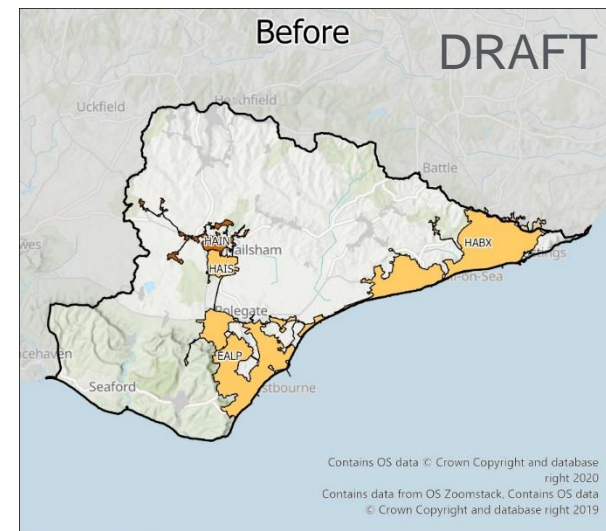 Before
DRAFT
Uckfield
Battle
HABX
HAIN
HAIS
Polegate
EALP
Seaford
Contains OS data © Crown Copyright and database
right 2020
Contains data from OS Zoomstack, Contains OS data
© Crown Copyright and database right 2019